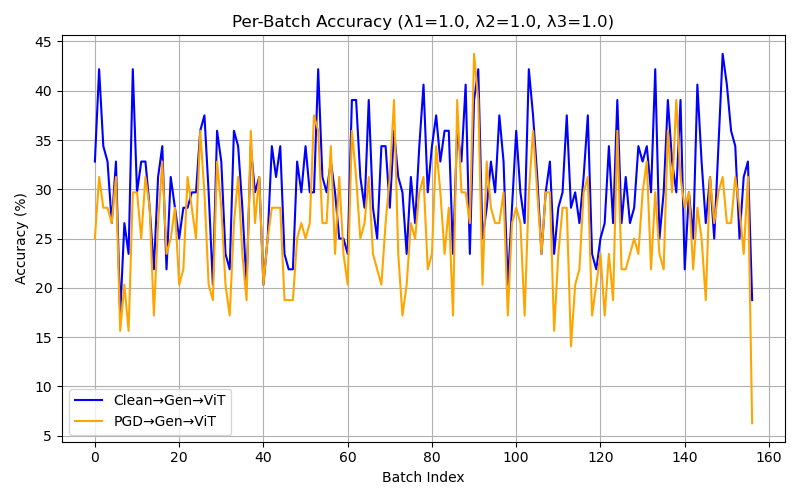 Per-Batch Accuracy (λ1=1.0, λ2=1.0, λ3=1.0)
Accuracy (%)
45
40
35
30
25
20
15
10
5
Clean→Gen→ViT
PGD→Gen→ViT
0 20 40 60 80 100 120 140 160
Batch Index